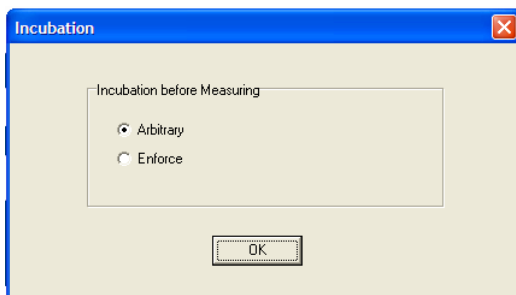 Incubation
Incubation before Measuring
Arbitrary
Enforce
OK